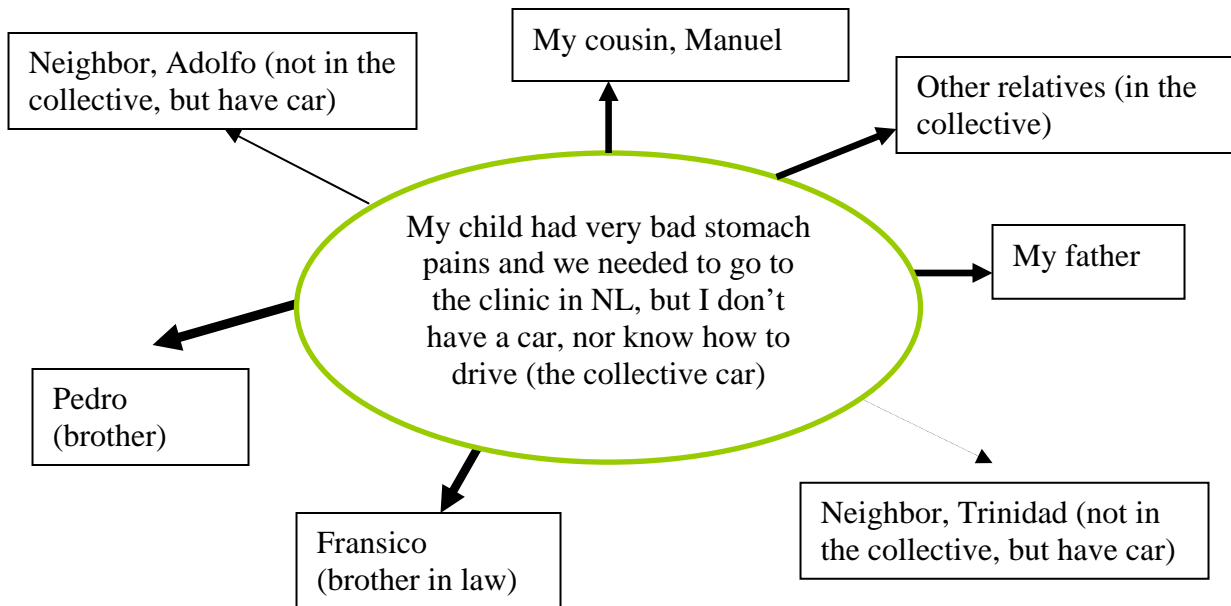 My cousin, Manuel
Neighbor, Adolfo (not in the
collective, but have car)
Other relatives (in the
collective)
My child had very bad stomach
pains and we needed to go to
the clinic in NL, but I don’t
have a car, nor know how to
drive (the collective car)
My father
Pedro
(brother)
Fransico
(brother in law)
Neighbor, Trinidad (not in
the collective, but have car)